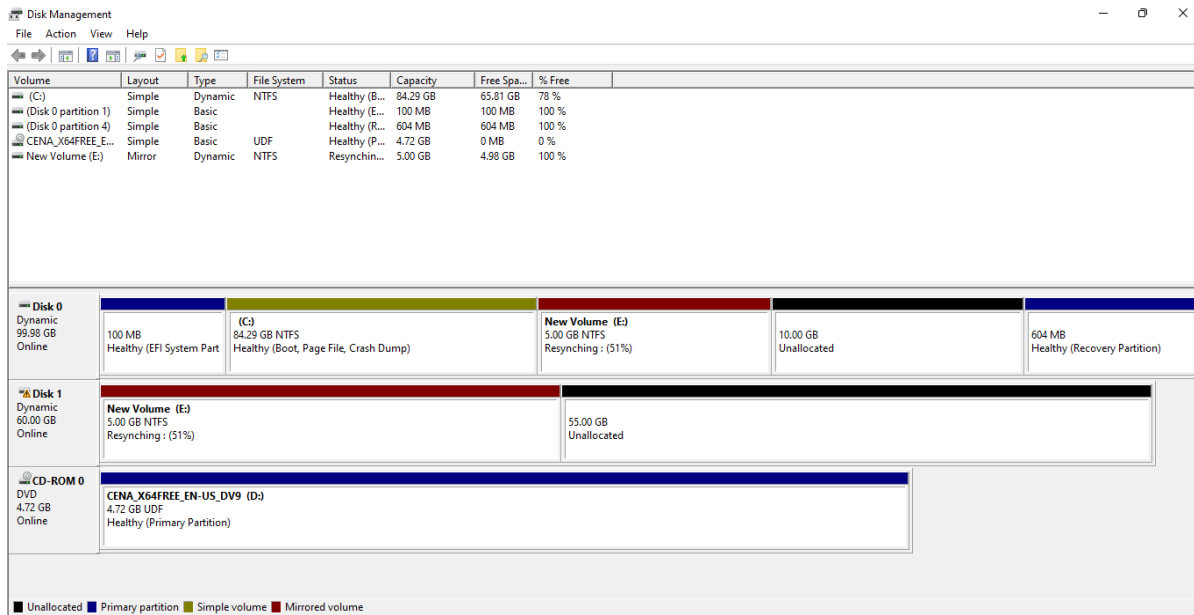 Disk Management
File Action View Help
Volume Layout Type File System Status Capacity Free Spa... % Free
(C:) Simple Dynamic NTFS Healthy (B... 84.29 GB 65.81 GB 78 %
(Disk 0 partition 1) Simple Basic Healthy (E... 100 MB 100 MB 100 %
(Disk 0 partition 4) Simple Basic Healthy (R... 604 MB 604 MB 100 %
CENA_X64FREE_E... Simple Basic UDF Healthy (P... 4.72 GB 0 MB 0 %
New Volume (E:) Mirror Dynamic NTFS Resynchin... 5.00 GB 4.98 GB 100 %
Disk 0
Dynamic
99.98 GB
Online
100 MB
Healthy (EFI System Part
(C:)
84.29 GB NTFS
Healthy (Boot, Page File, Crash Dump)
New Volume (E:)
5.00 GB NTFS
Resynching : (51%)
10.00 GB
Unallocated
604 MB
Healthy (Recovery Partition)
Disk 1
Dynamic
60.00 GB
Online
New Volume (E:)
5.00 GB NTFS
Resynching : (51%)
55.00 GB
Unallocated
CD-ROM 0
DVD
4.72 GB
Online
CENA_X64FREE_EN-US_DV9 (D:)
4.72 GB UDF
Healthy (Primary Partition)
Unallocated Primary partition Simple volume Mirrored volume